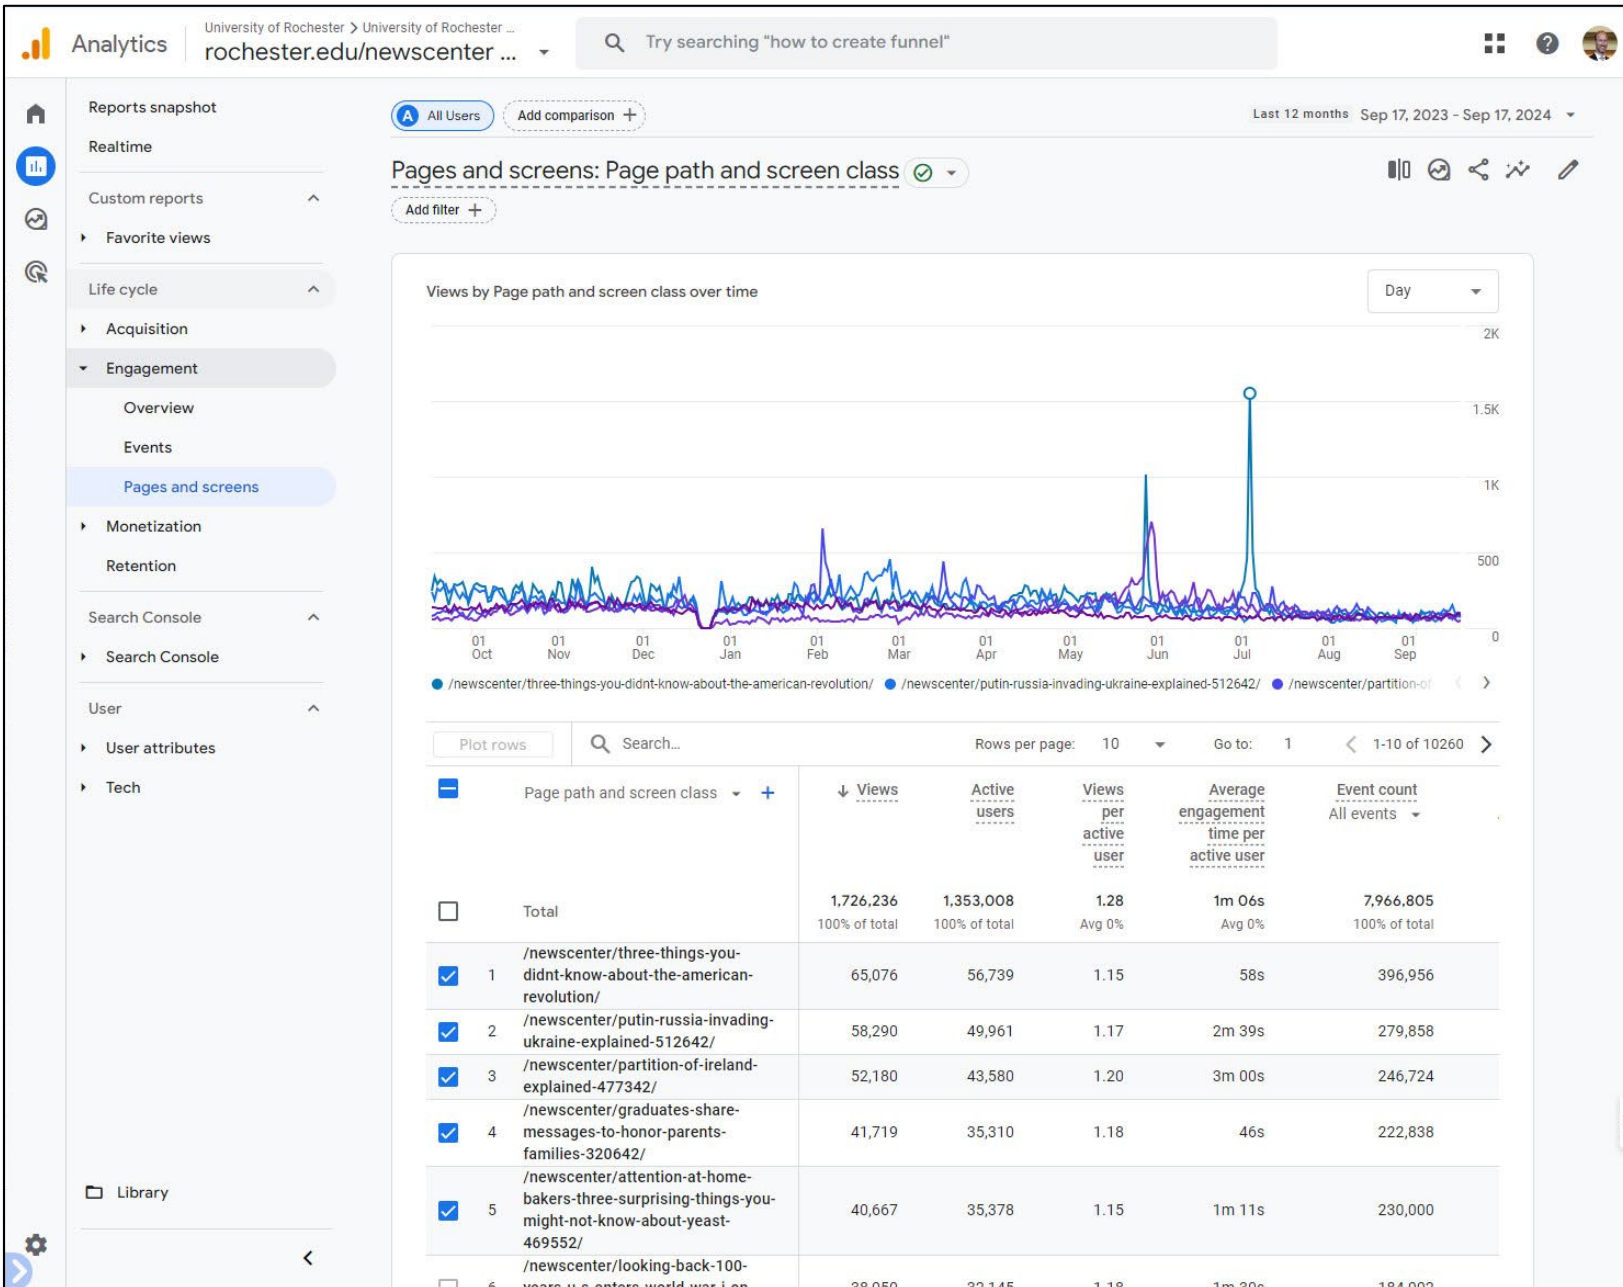 Analytics
University of Rochester > University of Rochester ...
rochester.edu/newscenter ...
Try searching "how to create funnel"
Reports snapshot
Realtime
Custom reports
Favorite views
Life cycle
Acquisition
Engagement
Overview
Events
Pages and screens
Monetization
Retention
Search Console
Search Console
User
User attributes
Tech
Library
A All Users
Add comparison +
Last 12 months Sep 17, 2023 - Sep 17, 2024
Pages and screens: Page path and screen class
Add filter +
Views by Page path and screen class over time
Day
2K
1.5K
1K
500
0
01 01 01 01 01 01 01 01 01 01 01 01
Oct Nov Dec Jan Feb Mar Apr May Jun Jul Aug Sep
/newscenter/three-things-you-didnt-know-about-the-american-revolution/ /newscenter/putin-russia-invading-ukraine-explained-512642/ /newscenter/partition-of
Plot rows
Search...
Rows per page: 10
Go to: 1
1-10 of 10260
Page path and screen class +
Views
Active
users
Views
per
active
user
Average
engagement
time per
active user
Event count
All events
Total
1,726,236 1,353,008 1.28 1m 06s 7,966,805
100% of total 100% of total Avg 0% Avg 0% 100% of total
/newscenter/three-things-you-
1 didnt-know-about-the-american- 65,076 56,739 1.15 58s 396,956
revolution/
/newscenter/putin-russia-invading-
2 ukraine-explained-512642/ 58,290 49,961 1.17 2m 39s 279,858
/newscenter/partition-of-ireland-
3 explained-477342/ 52,180 43,580 1.20 3m 00s 246,724
/newscenter/graduates-share-
4 messages-to-honor-parents- 41,719 35,310 1.18 46s 222,838
families-320642/
/newscenter/attention-at-home-
bakers-three-surprising-things-you-
5 might-not-know-about-yeast- 40,667 35,378 1.15 1m 11s 230,000
469552/
/newscenter/looking-back-100-